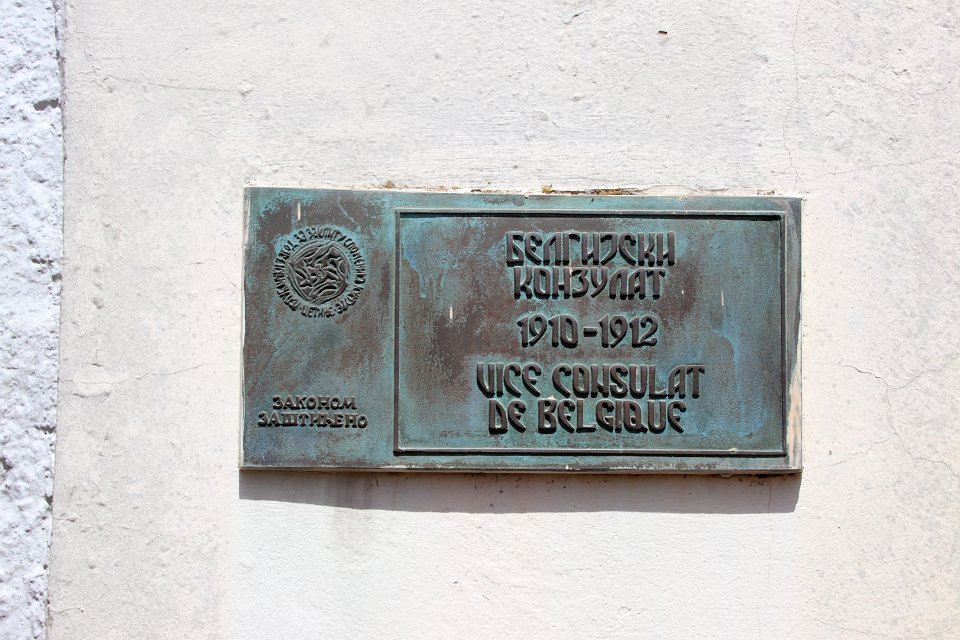 ЗАКОНОМ
ЗАШТИЋЕНО
БЕЛГИЈСКИ
КОНЗУЛАТ
1910-1912
VICE CONSULAT
DE BELGIQUE